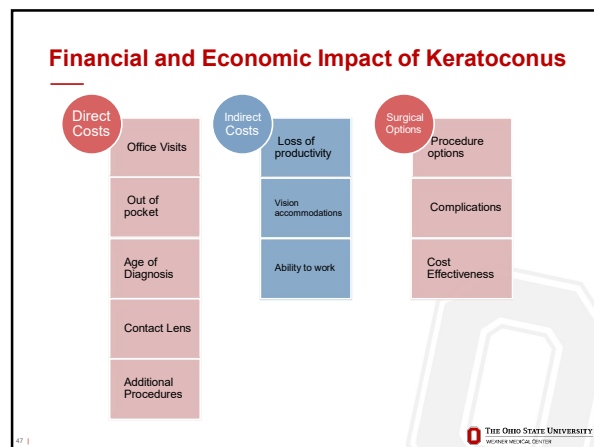 Financial and Economic Impact of Keratoconus
Direct
Costs
Office Visits
Out of
pocket
Age of
Diagnosis
Contact Lens
Additional
Procedures
Indirect
Costs
Loss of
productivity
Vision
accommodations
Ability to work
Surgical
Options
Procedure
options
Complications
Cost
Effectiveness
47 |
THE OHIO STATE UNIVERSITY
WEXNER MEDICAL CENTER